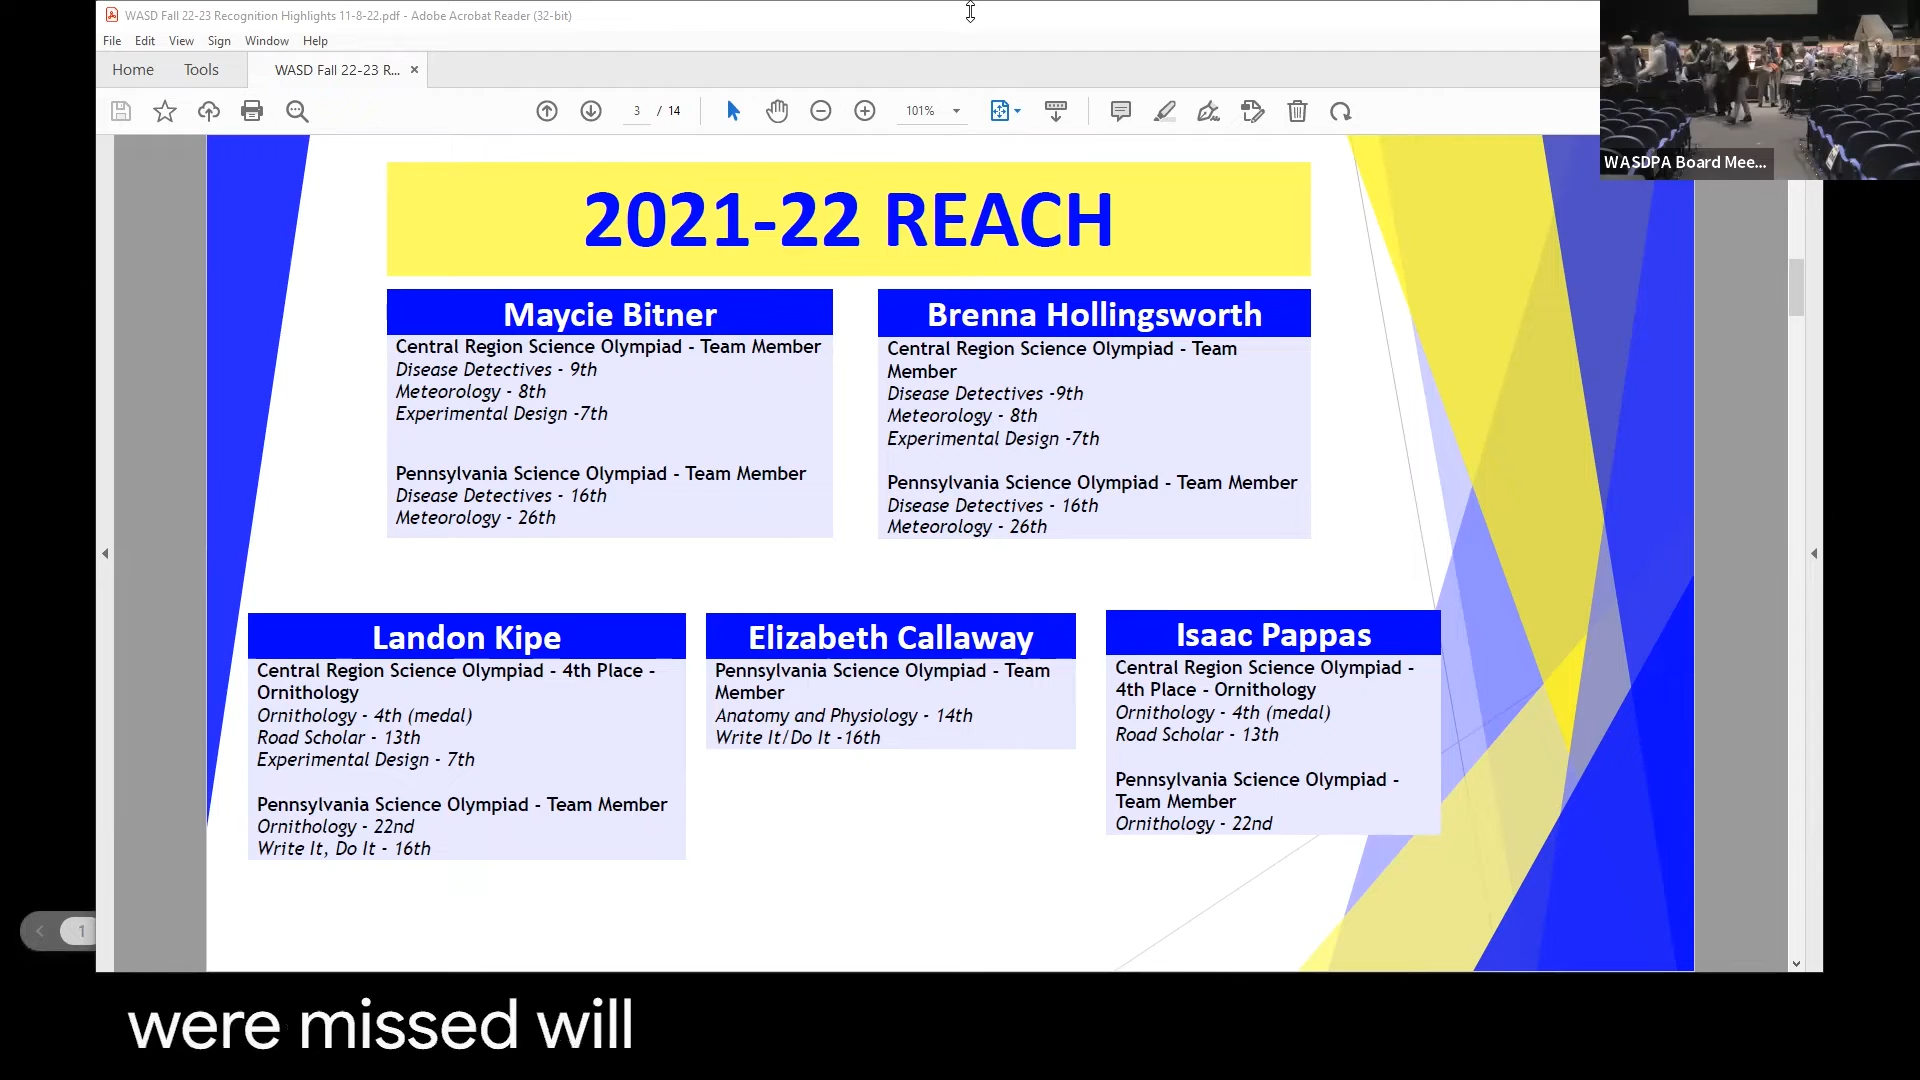 WASD Fall 22-23 Recognition Highlights 11-8-22.pdf - Adobe Acrobat Reader (32-bit)
File Edit View Sign Window Help
Home Tools WASD Fall 22-23 R... ×
3 / 14 101%
WASDPA Board Mee...
2021-22 REACH
Maycie Bitner
Central Region Science Olympiad - Team Member
Disease Detectives - 9th
Meteorology - 8th
Experimental Design -7th
Pennsylvania Science Olympiad - Team Member
Disease Detectives - 16th
Meteorology - 26th
Brenna Hollingsworth
Central Region Science Olympiad - Team
Member
Disease Detectives -9th
Meteorology - 8th
Experimental Design -7th
Pennsylvania Science Olympiad - Team Member
Disease Detectives - 16th
Meteorology - 26th
Landon Kipe
Central Region Science Olympiad - 4th Place -
Ornithology
Ornithology - 4th (medal)
Road Scholar - 13th
Experimental Design - 7th
Pennsylvania Science Olympiad - Team Member
Ornithology - 22nd
Write It, Do It - 16th
Elizabeth Callaway
Pennsylvania Science Olympiad - Team
Member
Anatomy and Physiology - 14th
Write It/Do It -16th
Isaac Pappas
Central Region Science Olympiad -
4th Place - Ornithology
Ornithology - 4th (medal)
Road Scholar - 13th
Pennsylvania Science Olympiad -
Team Member
Ornithology - 22nd
1
were missed will